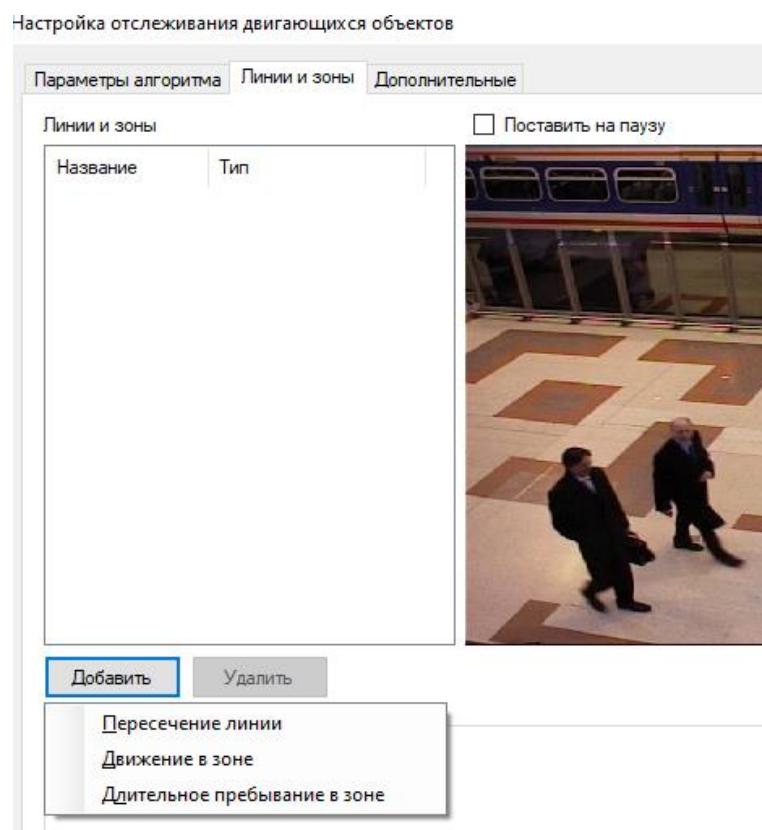 Настройка отслеживания двигающихся объектов
Параметры алгоритма Линии и зоны Дополнительные
Линии и зоны Поставить на паузу
Название Тип
Добавить Удалить
Пересечение линии
Движение в зоне
Длительное пребывание в зоне